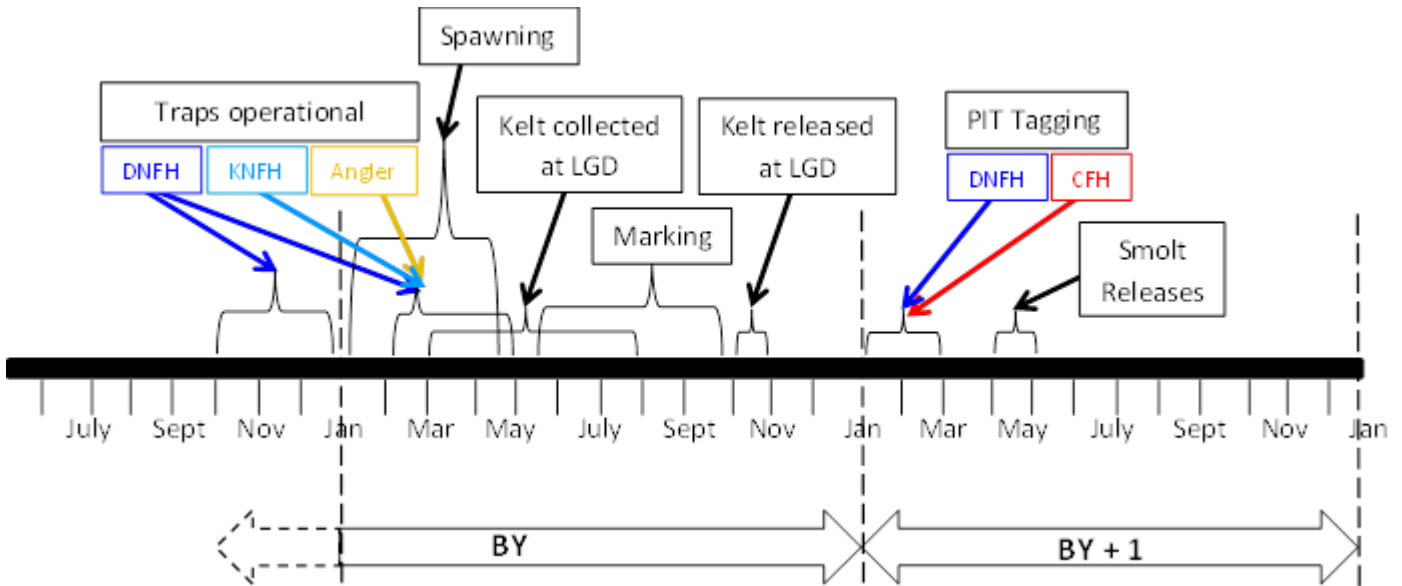 Spawning
Traps operational
DNFH KNFH Angler
Kelt collected
at LGD
Kelt released
at LGD
PIT Tagging
DNFH CFH
Marking
Smolt
Releases
July Sept Nov Jan Mar May July Sept Nov Jan Mar May July Sept Nov Jan
BY BY + 1